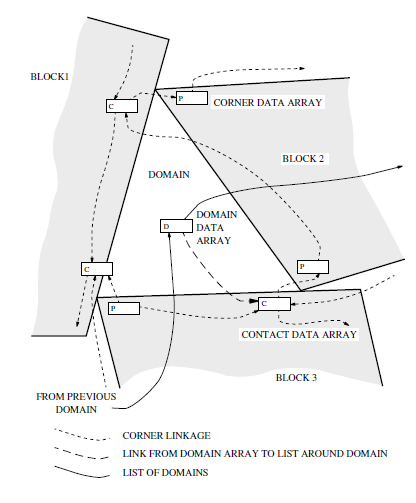 BLOCK1
C
P
CORNER DATA ARRAY
BLOCK 2
DOMAIN
D
DOMAIN
DATA
ARRAY
C
P
P
C
CONTACT DATA ARRAY
BLOCK 3
FROM PREVIOUS
DOMAIN
CORNER LINKAGE
LINK FROM DOMAIN ARRAY TO LIST AROUND DOMAIN
LIST OF DOMAINS